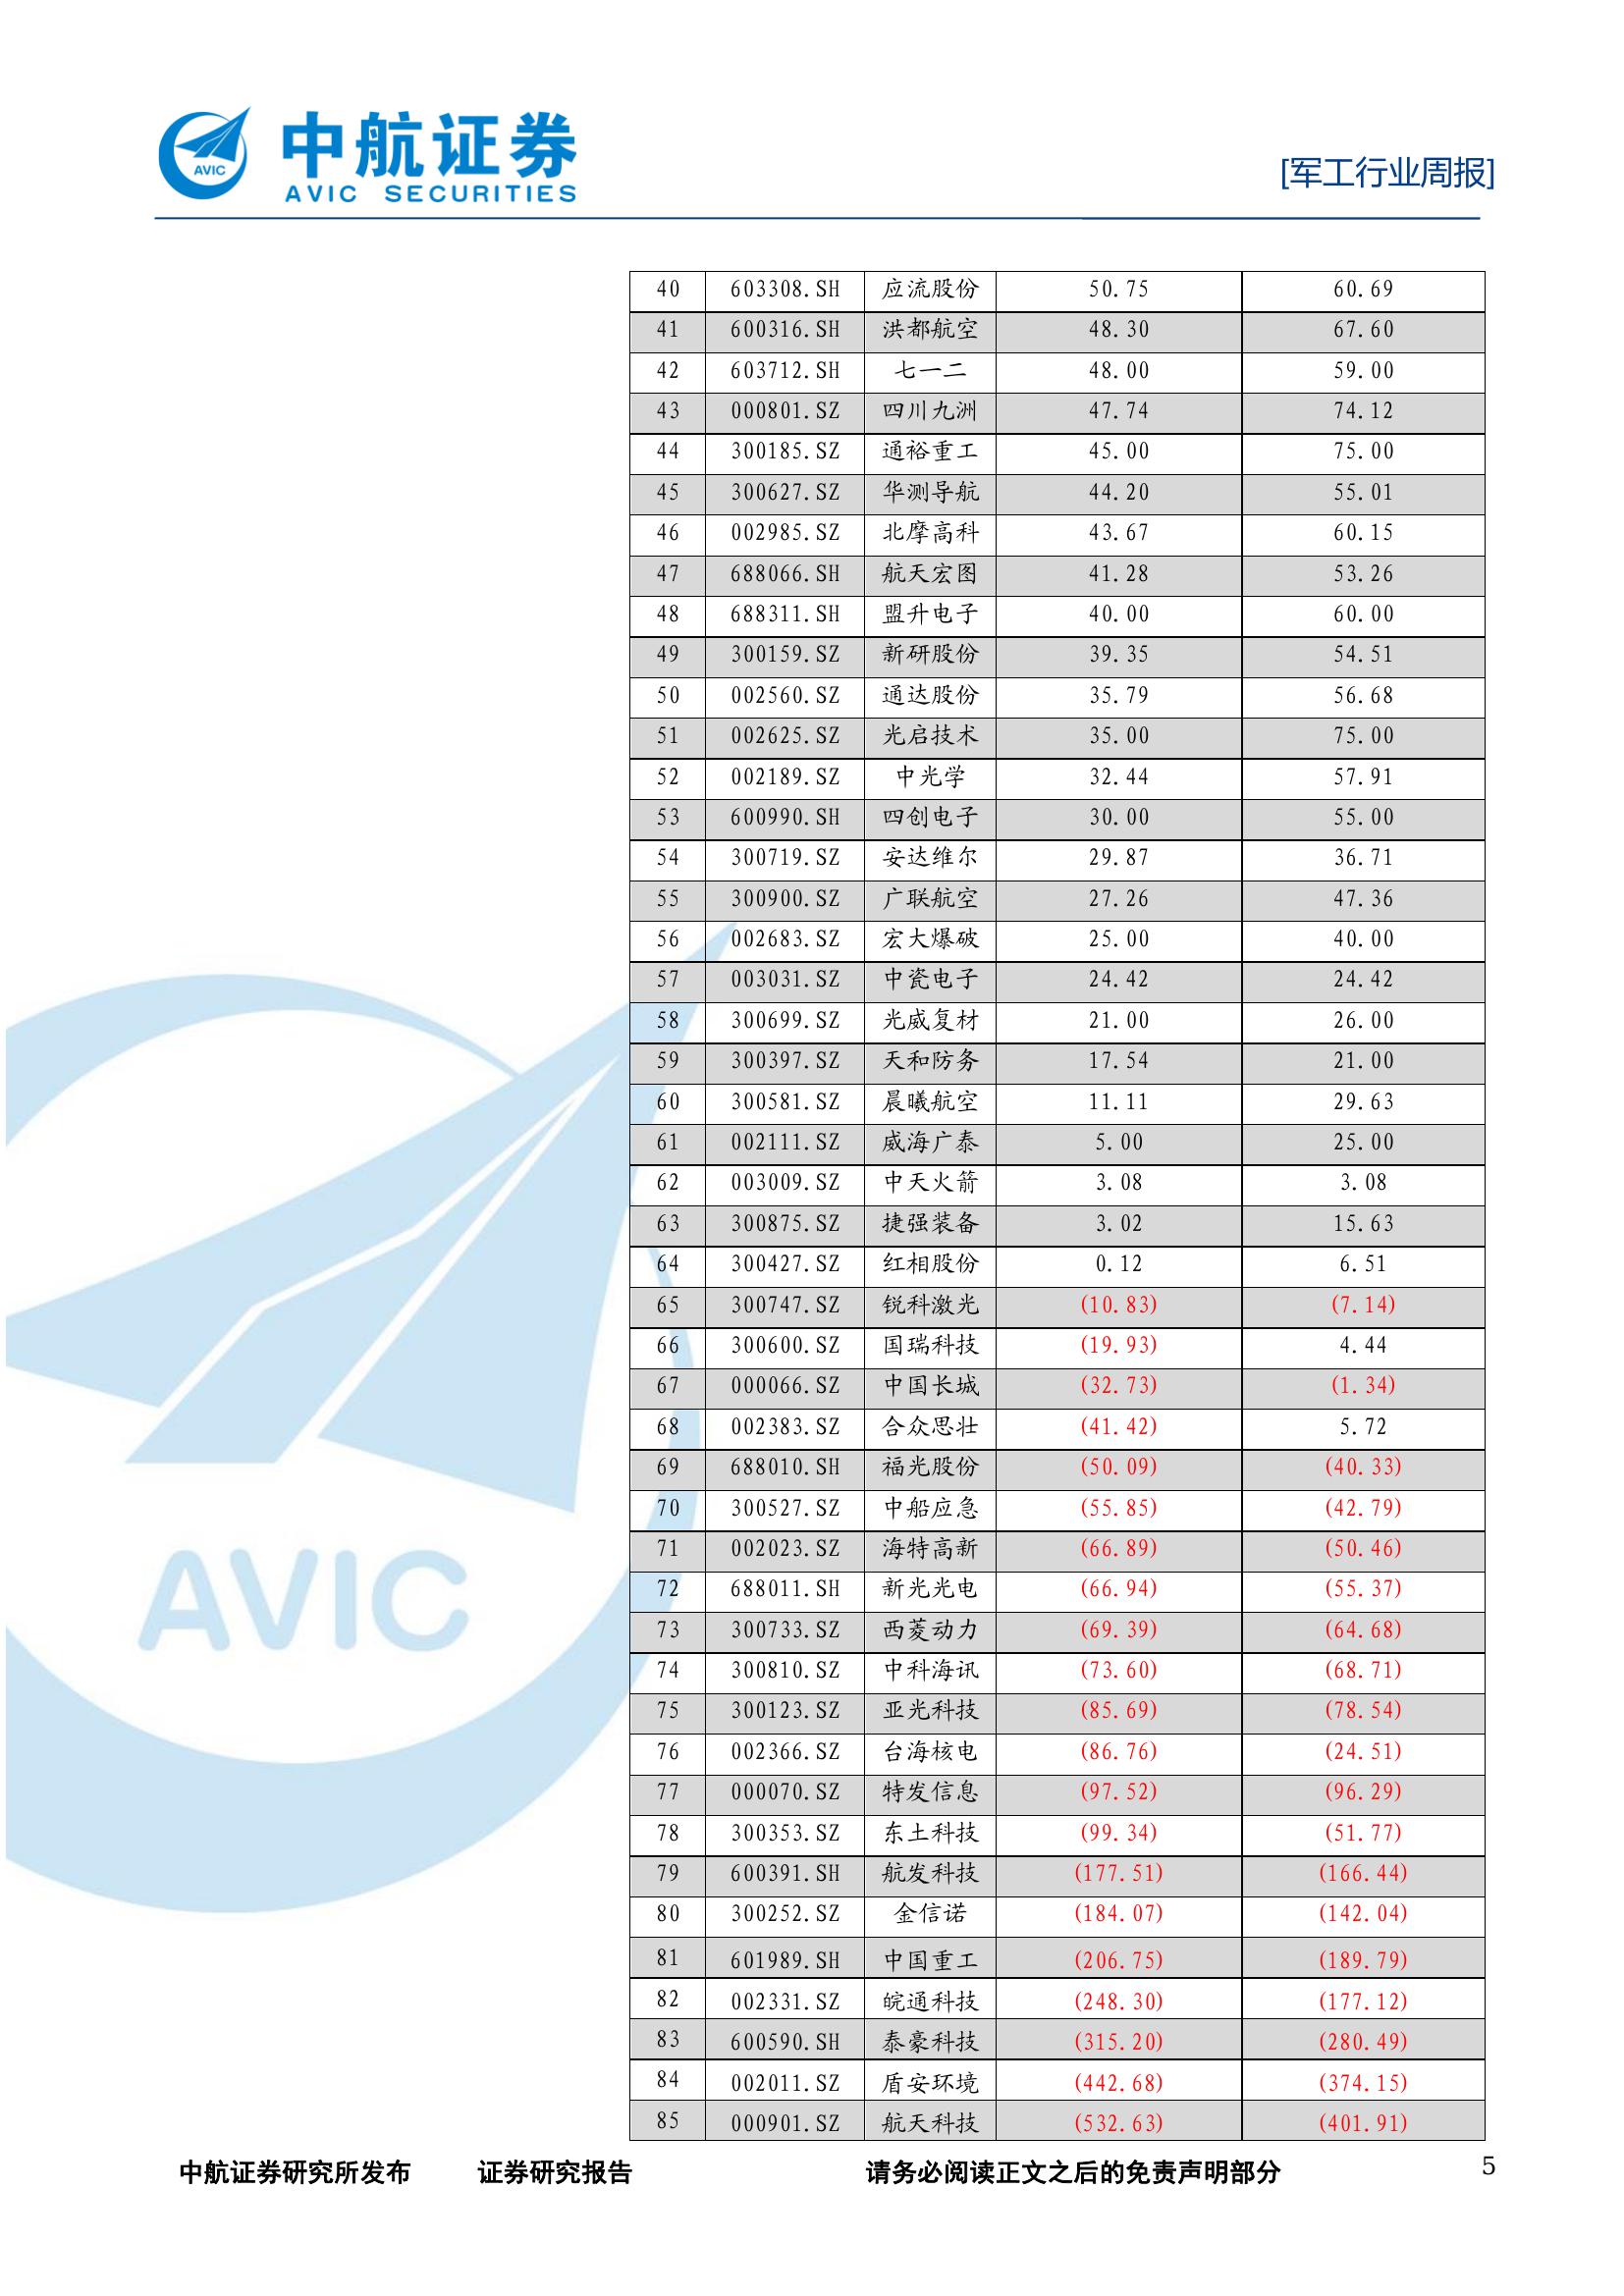 AVIC
中航证券
AVIC SECURITIES
[军工行业周报]
40 603308.SH 应流股份 50.75 60.69
41 600316.SH 洪都航空 48.30 67.60
42 603712.SH 七一二 48.00 59.00
43 000801.SZ 四川九洲 47.74 74.12
44 300185.SZ 通裕重工 45.00 75.00
45 300627.SZ 华测导航 44.20 55.01
46 002985.SZ 北摩高科 43.67 60.15
47 688066.SH 航天宏图 41.28 53.26
48 688311.SH 盟升电子 40.00 60.00
49 300159.SZ 新研股份 39.35 54.51
50 002560.SZ 通达股份 35.79 56.68
51 002625.SZ 光启技术 35.00 75.00
52 002189.SZ 中光学 32.44 57.91
53 600990.SH 四创电子 30.00 55.00
54 300719.SZ 安达维尔 29.87 36.71
55 300900.SZ 广联航空 27.26 47.36
56 002683.SZ 宏大爆破 25.00 40.00
57 003031.SZ 中瓷电子 24.42 24.42
58 300699.SZ 光威复材 21.00 26.00
59 300397.SZ 天和防务 17.54 21.00
60 300581.SZ 晨曦航空 11.11 29.63
61 002111.SZ 威海广泰 5.00 25.00
62 003009.SZ 中天火箭 3.08 3.08
63 300875.SZ 捷强装备 3.02 15.63
64 300427.SZ 红相股份 0.12 6.51
65 300747.SZ 锐科激光 (10.83) (7.14)
66 300600.SZ 国瑞科技 (19.93) 4.44
67 000066.SZ 中国长城 (32.73) (1.34)
68 002383.SZ 合众思壮 (41.42) 5.72
69 688010.SH 福光股份 (50.09) (40.33)
70 300527.SZ 中船应急 (55.85) (42.79)
71 002023.SZ 海特高新 (66.89) (50.46)
72 688011.SH 新光光电 (66.94) (55.37)
73 300733.SZ 西菱动力 (69.39) (64.68)
74 300810.SZ 中科海讯 (73.60) (68.71)
75 300123.SZ 亚光科技 (85.69) (78.54)
76 002366.SZ 台海核电 (86.76) (24.51)
77 000070.SZ 特发信息 (97.52) (96.29)
78 300353.SZ 东土科技 (99.34) (51.77)
79 600391.SH 航发科技 (177.51) (166.44)
80 300252.SZ 金信诺 (184.07) (142.04)
81 601989.SH 中国重工 (206.75) (189.79)
82 002331.SZ 皖通科技 (248.30) (177.12)
83 600590.SH 泰豪科技 (315.20) (280.49)
84 002011.SZ 盾安环境 (442.68) (374.15)
85 000901.SZ 航天科技 (532.63) (401.91)
AVIC
中航证券研究所发布 证券研究报告 请务必阅读正文之后的免责声明部分 5